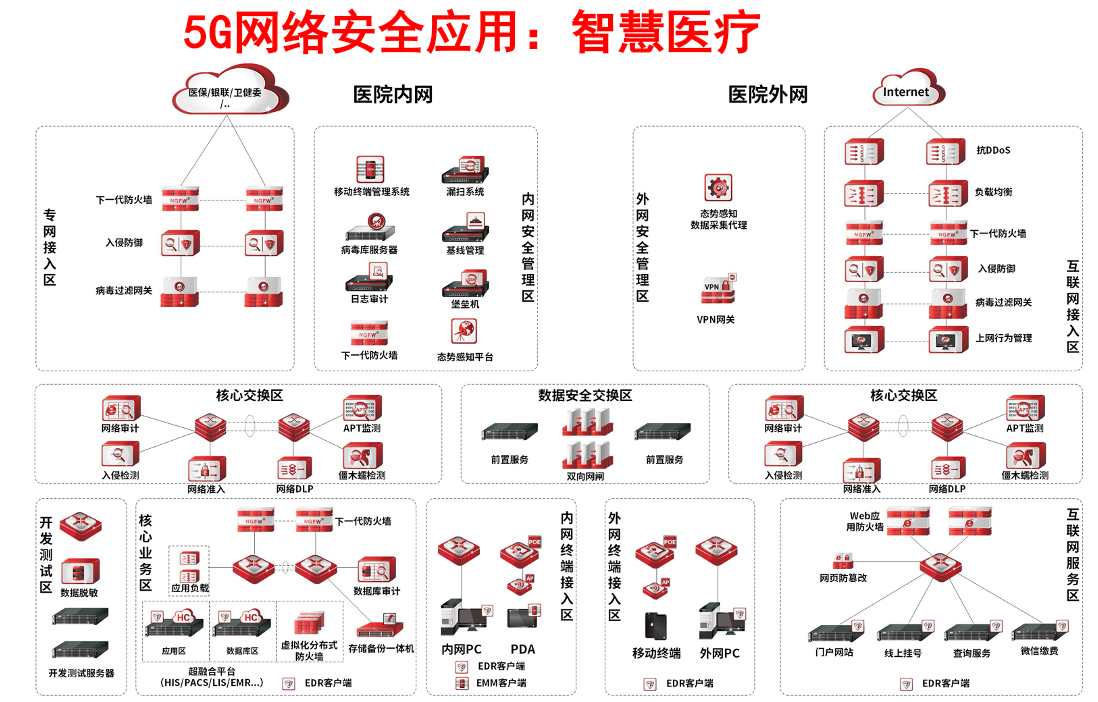 5G网络安全应用：智慧医疗
医保/银联/卫健委
/..
医院内网
医院外网
Internet
专网接入区
下一代防火墙
NGFW
NGFW
入侵防御
病毒过滤网关
内网安全管理区
移动终端管理系统
漏扫系统
病毒库服务器
基线管理
日志审计
堡垒机
NGFW
下一代防火墙
态势感知平台
外网安全管理区
态势感知
数据采集代理
VPN
VPN网关
互联网接入区
抗DDoS
负载均衡
NGFW
NGFW
下一代防火墙
入侵防御
病毒过滤网关
上网行为管理
核心交换区
网络审计
APT
APT监测
入侵检测
网络准入
网络DLP
僵木蠕检测
数据安全交换区
前置服务
双向网闸
前置服务
核心交换区
网络审计
APT
APT监测
入侵检测
网络准入
网络DLP
僵木蠕检测
开发测试区
数据脱敏
开发测试服务器
核心业务区
NGFW
NGFW
下一代防火墙
应用负载
数据库审计
HC
HC
应用区
数据库区
虚拟化分布式
防火墙
存储备份一体机
超融合平台
（HIS/PACS/LIS/EMR...）
EDR客户端
内网终端接入区
POE
AP
内网PC
PDA
EDR客户端
EMM客户端
外网终端接入区
POE
AP
移动终端
外网PC
EDR客户端
互联网服务区
Web应
用防火墙
网页防篡改
门户网站
线上挂号
查询服务
微信缴费
EDR客户端